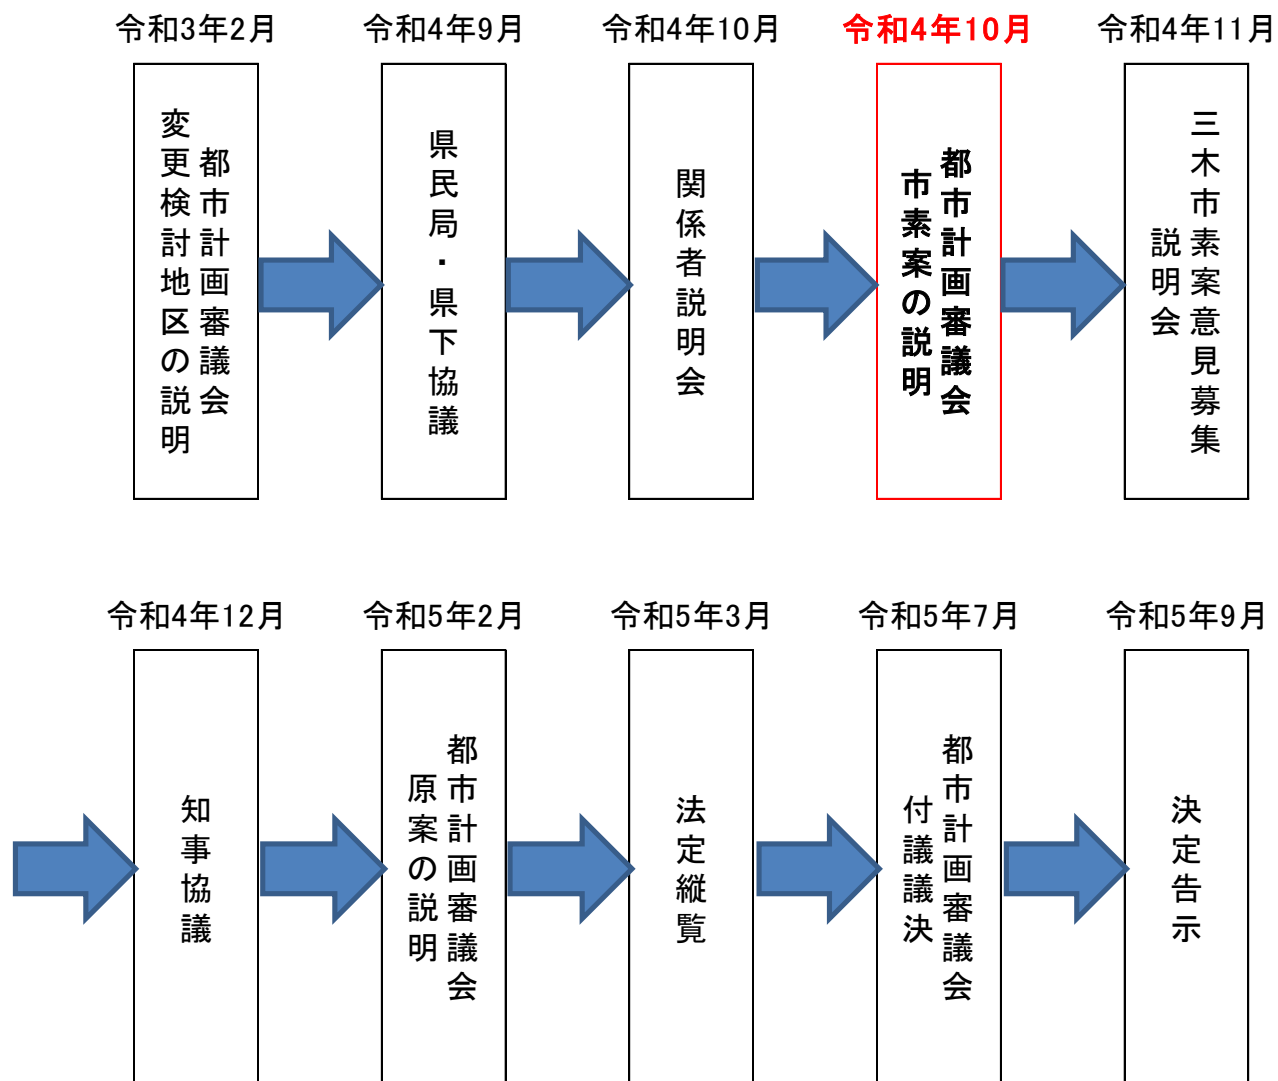 令和3年2月
都市計画審議会
変更検討地区の説明
令和4年9月
県民局・県下協議
令和4年10月
関係者説明会
令和4年10月
都市計画審議会
市素案の説明
令和4年11月
三木市素案意見募集
説明会
令和4年12月
知事協議
令和5年2月
都市計画審議会
原案の説明
令和5年3月
法定縦覧
令和5年7月
都市計画審議会
付議議決
令和5年9月
決定告示